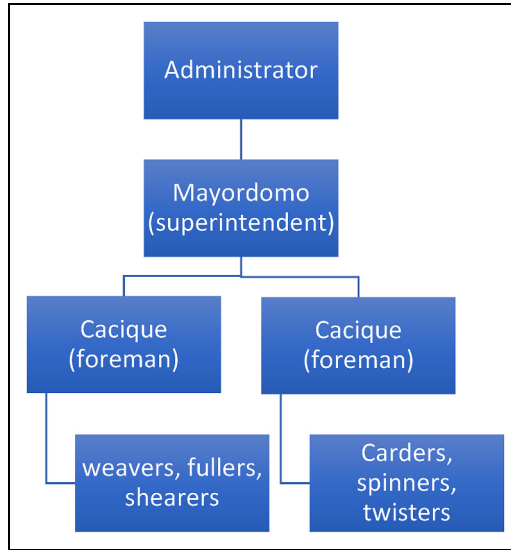 Administrator
Mayordomo
(superintendent)
Cacique
(foreman)
Cacique
(foreman)
weavers, fullers,
shearers
Carders,
spinners,
twisters